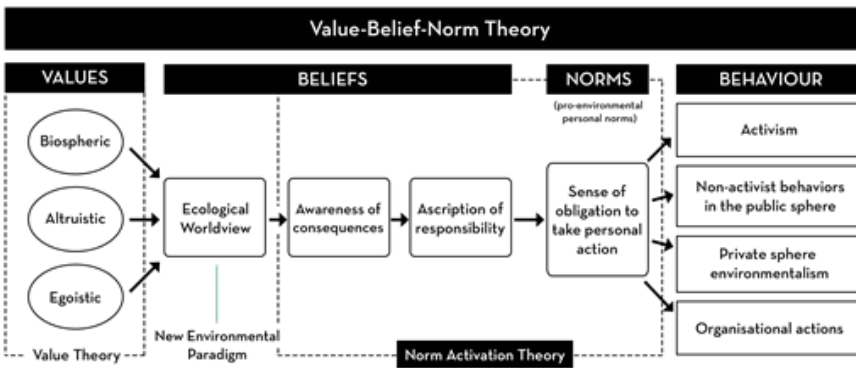 Value-Belief-Norm Theory
VALUES
BELIEFS
NORMS
BEHAVIOUR
(pro-environmental
personal norms)
Biospheric
Altruistic
Egoistic
Ecological
Worldview
Awareness of
consequences
Ascription of
responsibility
Sense of
obligation to
take personal
action
Activism
Non-activist behaviors
in the public sphere
Private sphere
environmentalism
Organisational actions
Value Theory
New Environmental
Paradigm
Norm Activation Theory